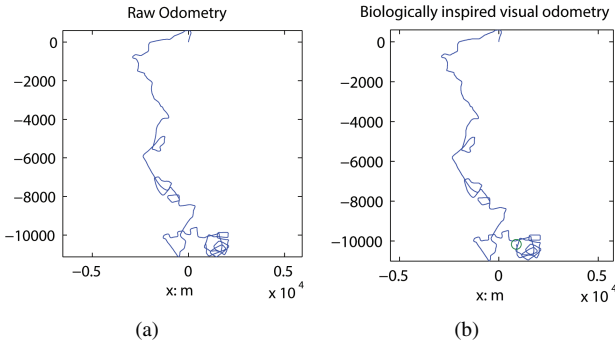 Raw Odometry
0
−2000
−4000
−6000
−8000
−10000
−0.5
0
0.5
x: m
x 10 4
(a)
Biologically inspired visual odometry
0
−2000
−4000
−6000
−8000
−10000
−0.5
0
0.5
x: m
x 10 4
(b)